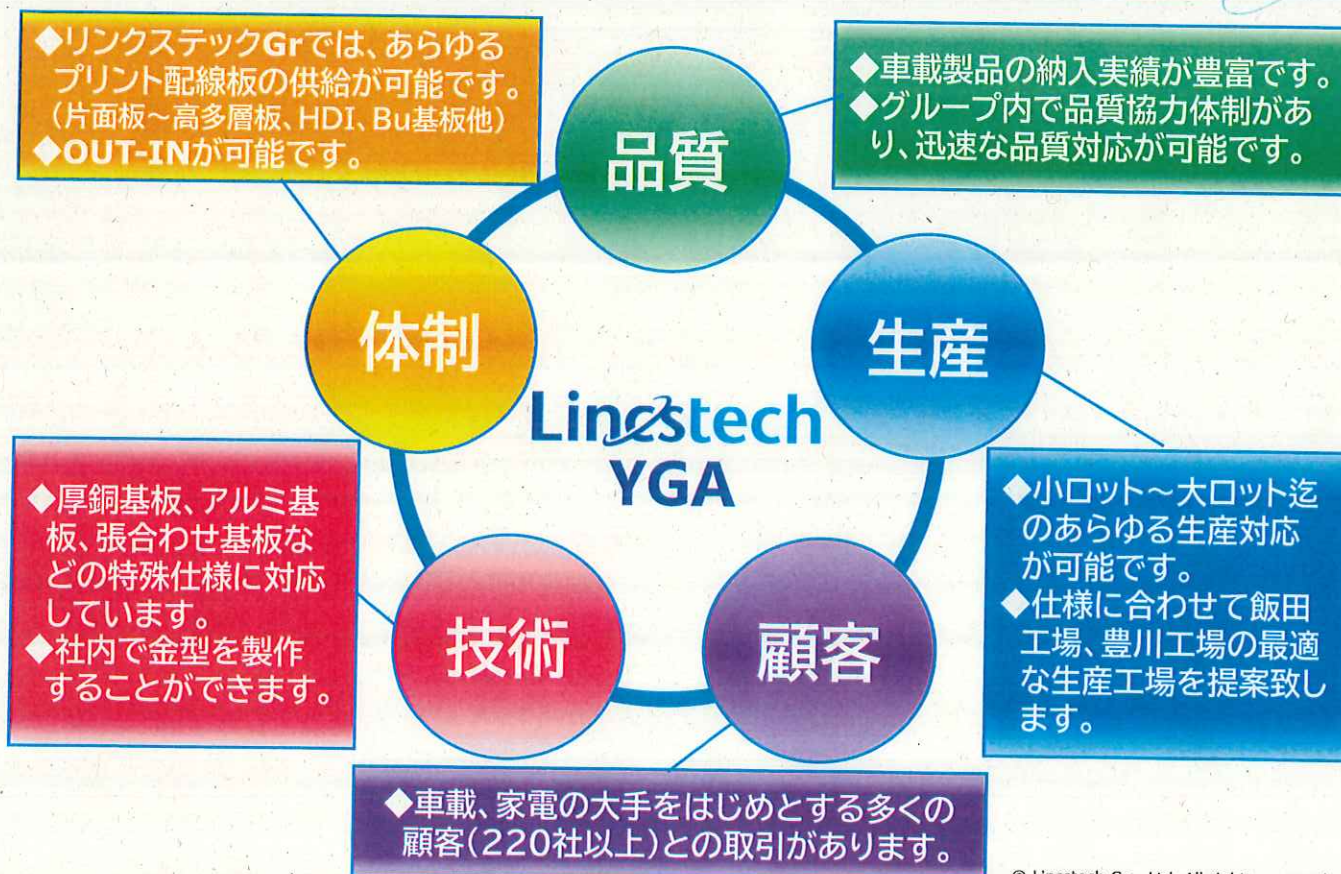 ◆リンクステックGrでは、あらゆる
プリント配線板の供給が可能です。
(片面板～高多層板、HDI、Bu基板他)
◆OUT-INが可能です。
◆車載製品の納入実績が豊富です。
◆グループ内で品質協力体制があ
り、迅速な品質対応が可能です。
品質
体制
生産
Lincstech
YGA
◆厚銅基板、アルミ基
板、張合わせ基板な
どの特殊仕様に対応
しています。
◆社内で金型を製作
することができます。
◆小ロット～大ロット迄
のあらゆる生産対応
が可能です。
◆仕様に合わせて飯田
工場、豊川工場の最適
な生産工場を提案致し
ます。
技術
顧客
◆車載、家電の大手をはじめとする多くの
顧客(220社以上)との取引があります。